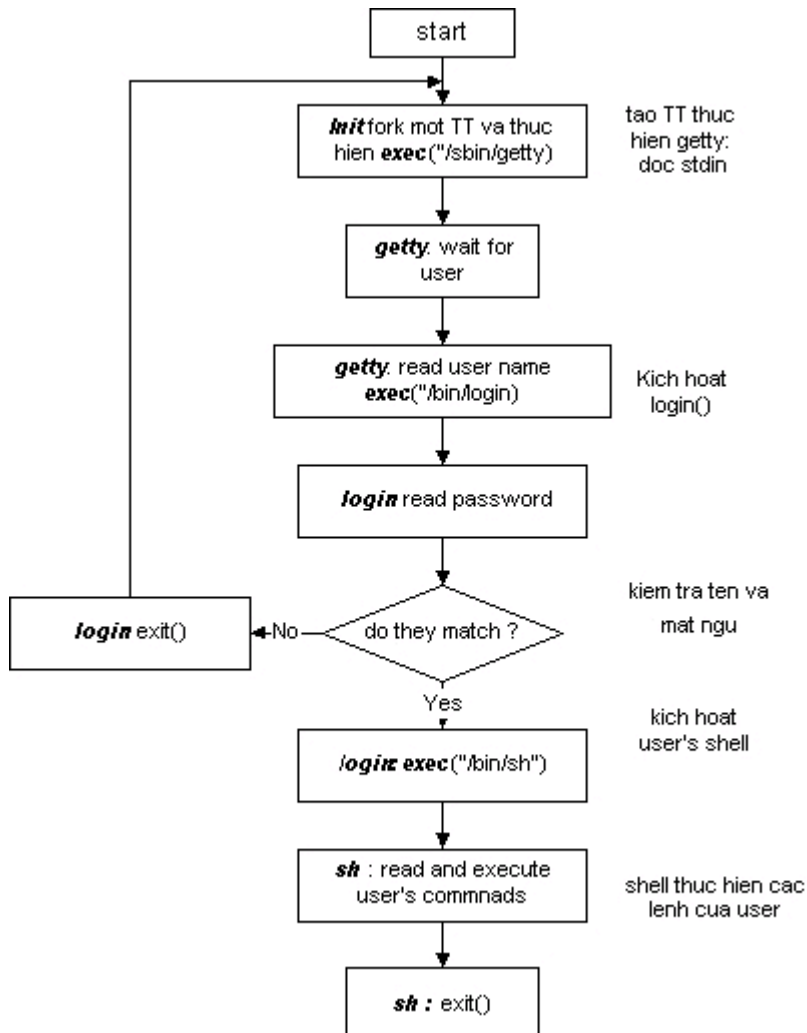 start
Init fork mot TT va thuc
hien exec("/sbin/getty)
tao TT thuc
hien getty:
doc stdin
getty: wait for
user
getty: read user name
exec("/bin/login)
Kich hoat
login()
login read password
do they match ?
No
login exit()
kiem tra ten va
mat ngu
Yes
login: exec("/bin/sh")
kich hoat
user's shell
sh : read and execute
user's commnads
shell thuc hien cac
lenh cua user
sh : exit()